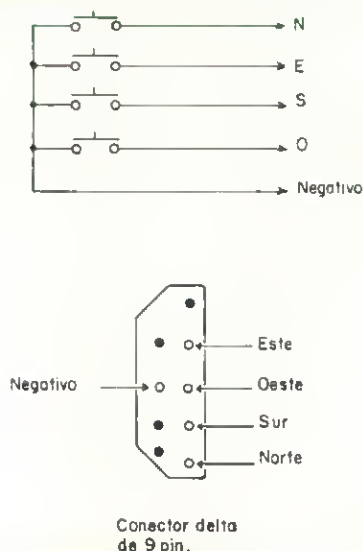 N
E
S
O
Negativo
Este
Negativo
Oeste
Sur
Norte
Conector delta
de 9 pin.